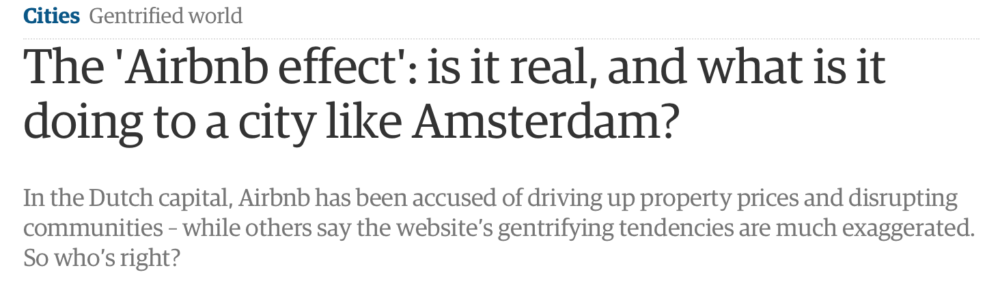 Cities Gentrified world
The 'Airbnb effect': is it real, and what is it
doing to a city like Amsterdam?
In the Dutch capital, Airbnb has been accused of driving up property prices and disrupting
communities – while others say the website’s gentrifying tendencies are much exaggerated.
So who’s right?